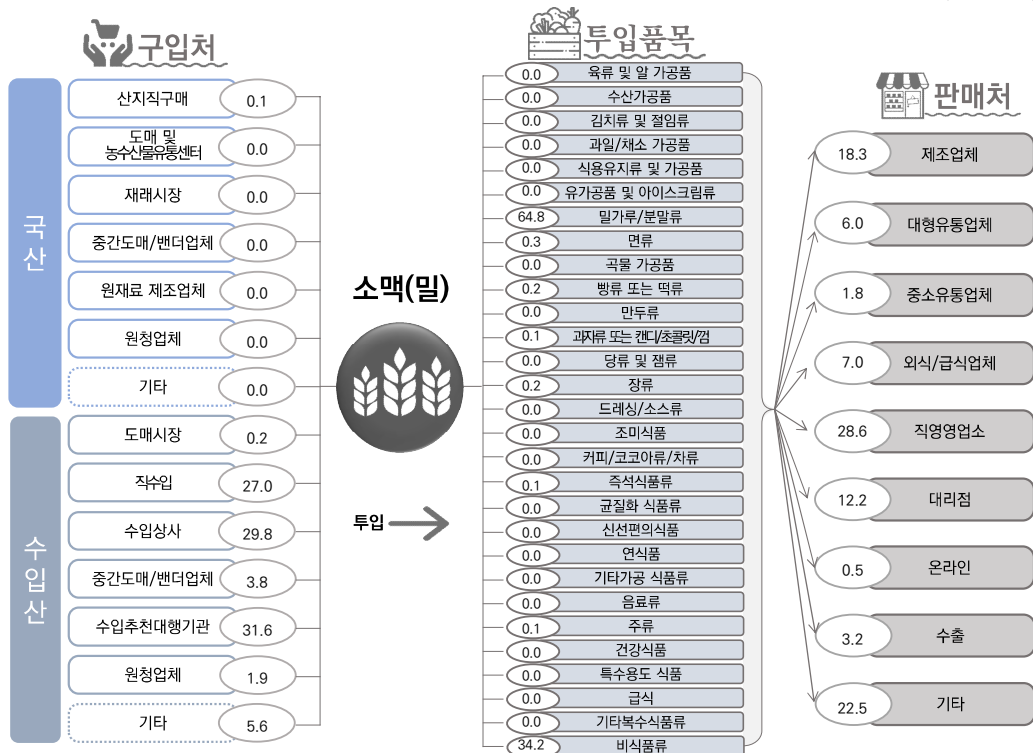 구입처
국산
산지직구매 0.1
도매 및
농수산물유통센터 0.0
재래시장 0.0
중간도매/밴더업체 0.0
원재료 제조업체 0.0
원청업체 0.0
기타 0.0
수입산
도매시장 0.2
직수입 27.0
수입상사 29.8
중간도매/밴더업체 3.8
수입추천대행기관 31.6
원청업체 1.9
기타 5.6
소맥(밀)
투입
투입품목
0.0 육류 및 알 가공품
0.0 수산가공품
0.0 김치류 및 절임류
0.0 과일/채소 가공품
0.0 식용유지류 및 가공품
0.0 유가공품 및 아이스크림류
64.8 밀가루/분말류
0.3 면류
0.0 곡물 가공품
0.2 빵류 또는 떡류
0.0 만두류
0.1 과자류 또는 캔디/초콜릿/껌
0.0 당류 및 잼류
0.2 장류
0.0 드레싱/소스류
0.0 조미식품
0.0 커피/코코아류/차류
0.1 즉석식품류
0.0 균질화 식품류
0.0 신선편의식품
0.0 연식품
0.0 기타가공 식품류
0.0 음료류
0.1 주류
0.0 건강식품
0.0 특수용도 식품
0.0 급식
0.0 기타복수식품류
34.2 비식품류
판매처
18.3 제조업체
6.0 대형유통업체
1.8 중소유통업체
7.0 외식/급식업체
28.6 직영영업소
12.2 대리점
0.5 온라인
3.2 수출
22.5 기타